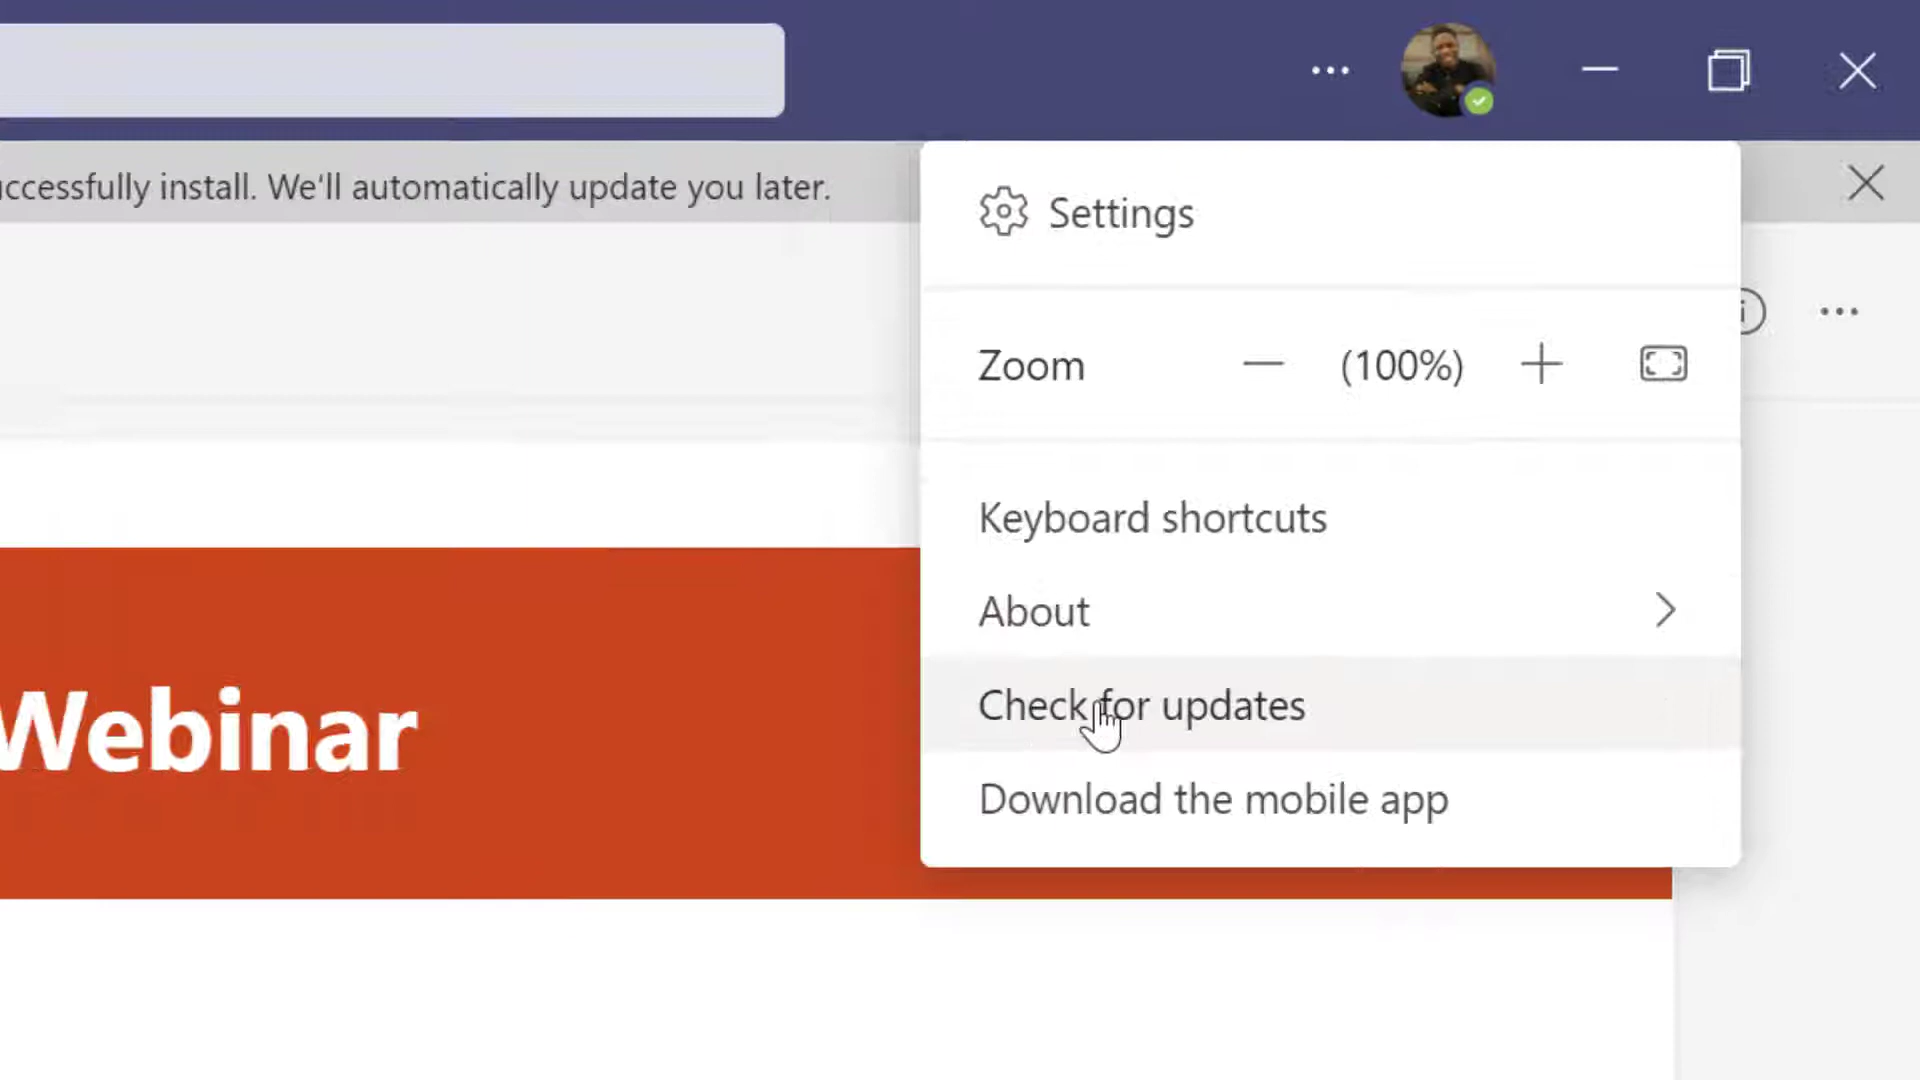 successfully install. We'll automatically update you later.
Settings
Zoom
(100%)
Keyboard shortcuts
About
Check for updates
Download the mobile app
Webinar